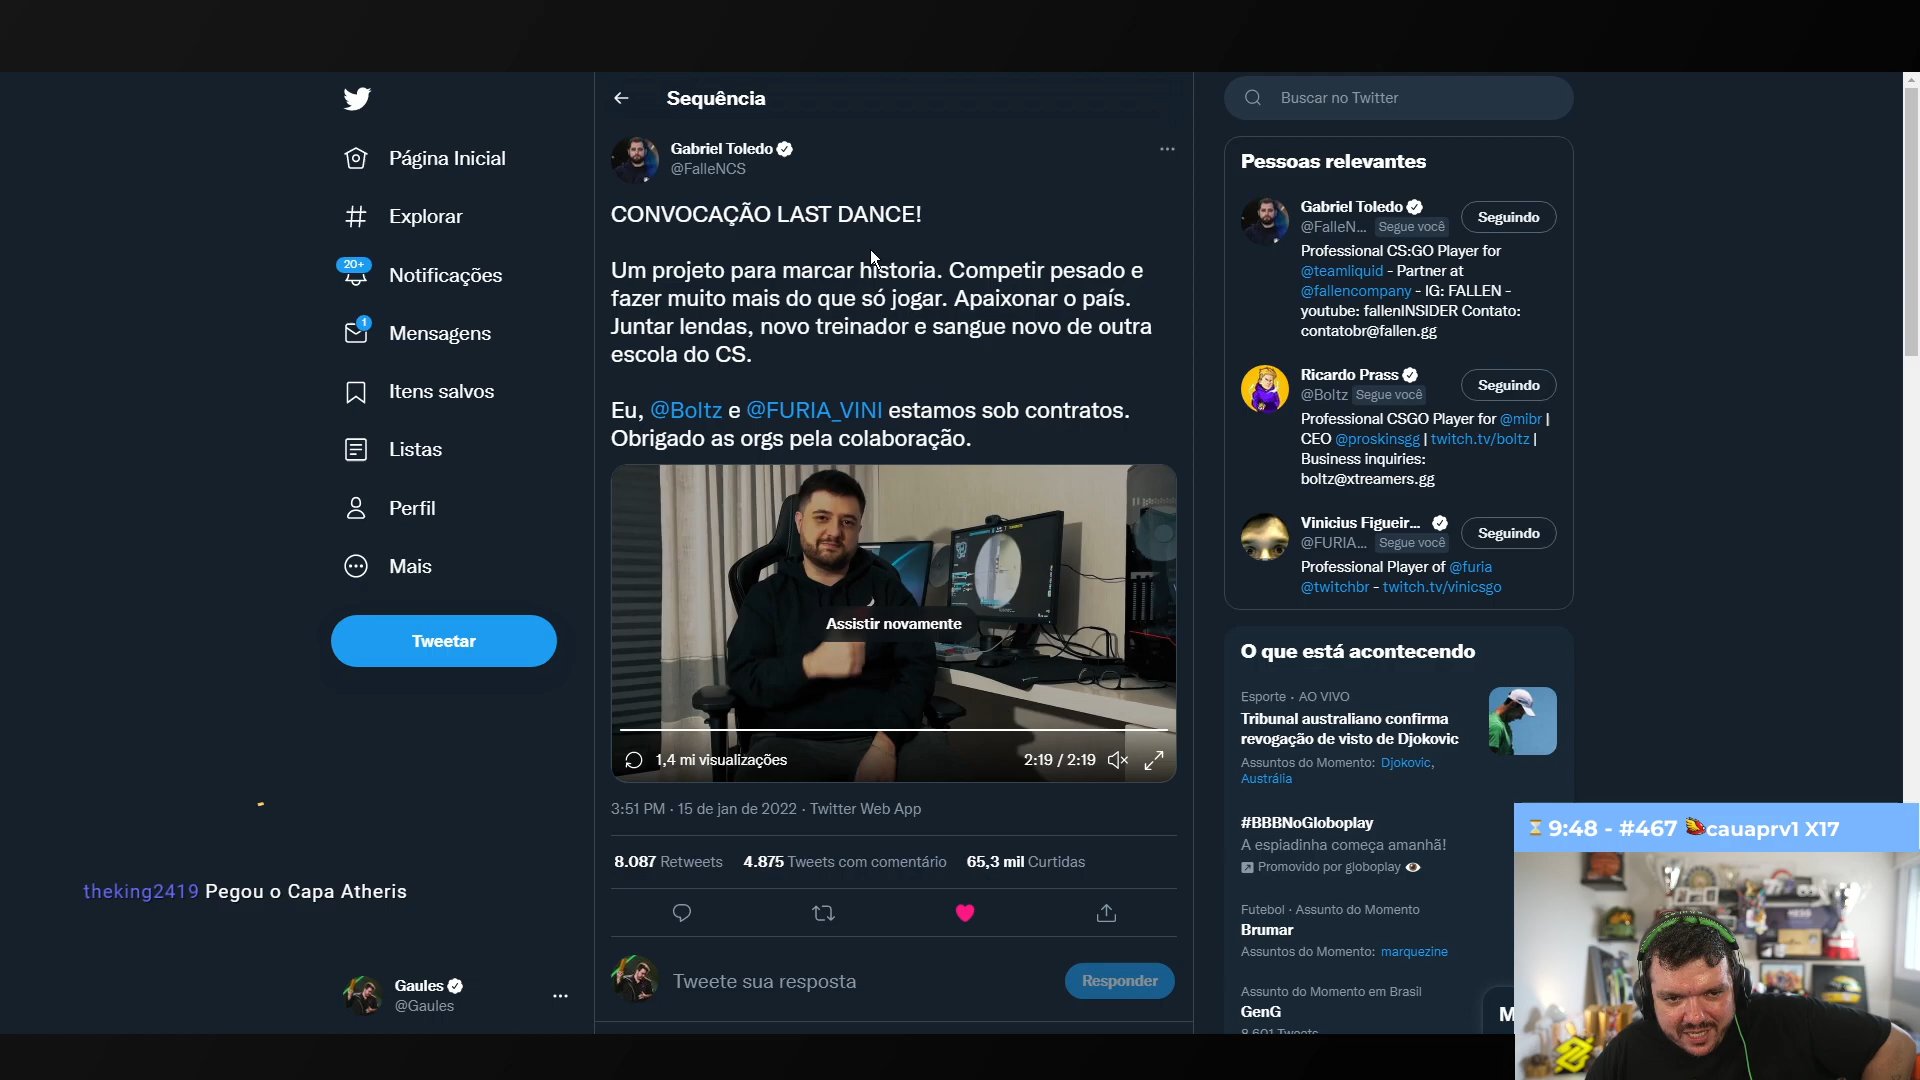 Página Inicial
Explorar
20+
Notificações
1
Mensagens
Itens salvos
Listas
Perfil
Mais
Tweetar
theking2419 Pegou o Capa Atheris
Gaules
@Gaules
Sequência
Gabriel Toledo
@FalleNCS
CONVOCAÇÃO LAST DANCE!
Um projeto para marcar historia. Competir pesado e
fazer muito mais do que só jogar. Apaixonar o país.
Juntar lendas, novo treinador e sangue novo de outra
escola do CS.
Eu, @Boltz e @FURIA_VINI estamos sob contratos.
Obrigado as orgs pela colaboração.
Assistir novamente
1,4 mi visualizações
2:19 / 2:19
3:51 PM · 15 de jan de 2022 · Twitter Web App
8.087 Retweets 4.875 Tweets com comentário 65,3 mil Curtidas
Tweete sua resposta
Responder
Buscar no Twitter
Pessoas relevantes
Gabriel Toledo
@FalleN... Segue você
Seguindo
Professional CS:GO Player for
@teamliquid - Partner at
@fallencompany - IG: FALLEN -
youtube: fallenINSIDER Contato:
contatobr@fallen.gg
Ricardo Prass
@Boltz Segue você
Seguindo
Professional CSGO Player for @mibr |
CEO @proskinsgg | twitch.tv/boltz |
Business inquiries:
boltz@xtreamers.gg
Vinicius Figueir...
@FURIA... Segue você
Seguindo
Professional Player of @furia
@twitchbr - twitch.tv/vinicsgo
O que está acontecendo
Esporte · AO VIVO
Tribunal australiano confirma
revogação de visto de Djokovic
Assuntos do Momento: Djokovic,
Austrália
#BBBNoGloboplay
A espiadinha começa amanhã!
Promovido por globoplay
Futebol · Assunto do Momento
Brumar
Assuntos do Momento: marquezine
Assunto do Momento em Brasil
GenG
8.601 Tweets
M
9:48 - #467 cauaprv1 X17